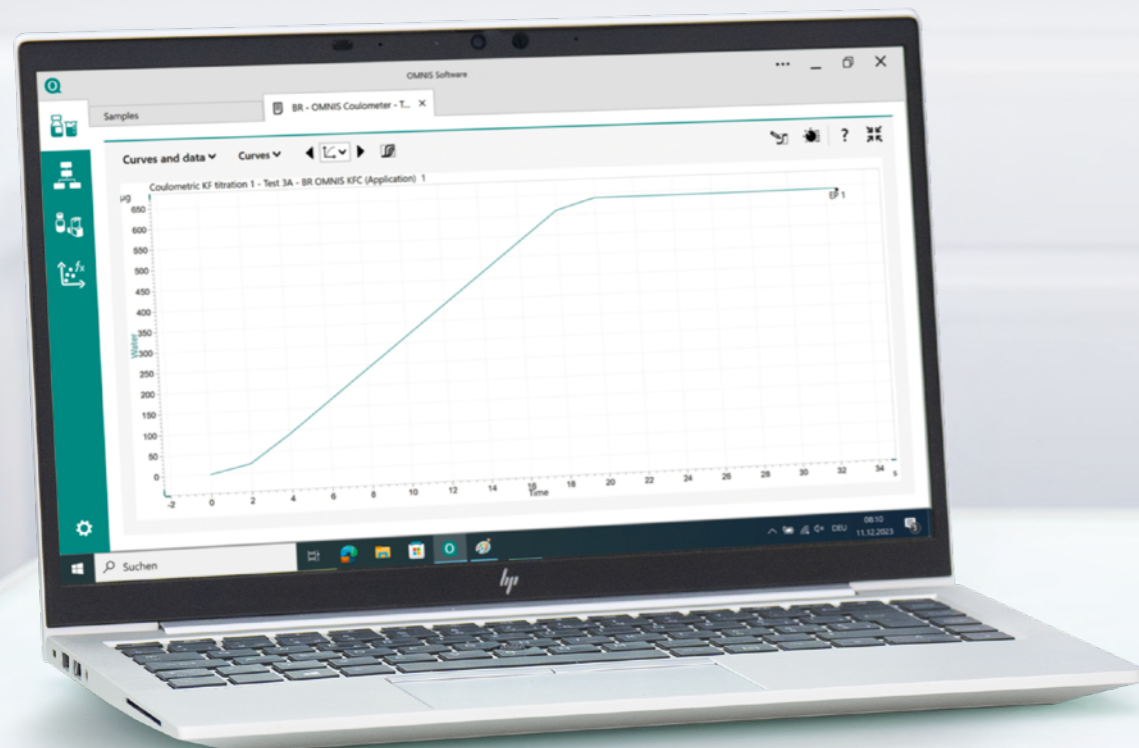 OMNIS Software
Samples
BR - OMNIS Coulometer - T...
Curves and data
Curves
?
Coulometric KF titration 1 - Test 3A - BR OMNIS KFC (Application) 1
µg
650
600
550
500
450
400
350
300
250
200
150
100
50
0
Water
EP 1
-2 0 2 4 6 8 10 12 14 16 18 20 22 24 26 28 30 32 34 s
Time
Suchen
DEU
08:10
11.12.2023
hp